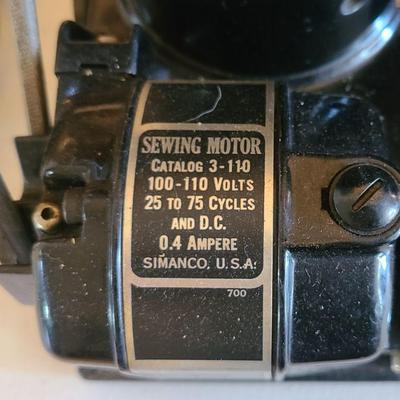 SEWING MOTOR
CATALOG 3-110
100-110 VOLTS
25 TO 75 CYCLES
AND D.C.
0.4 AMPERE
SIMANCO, U.S.A.
700